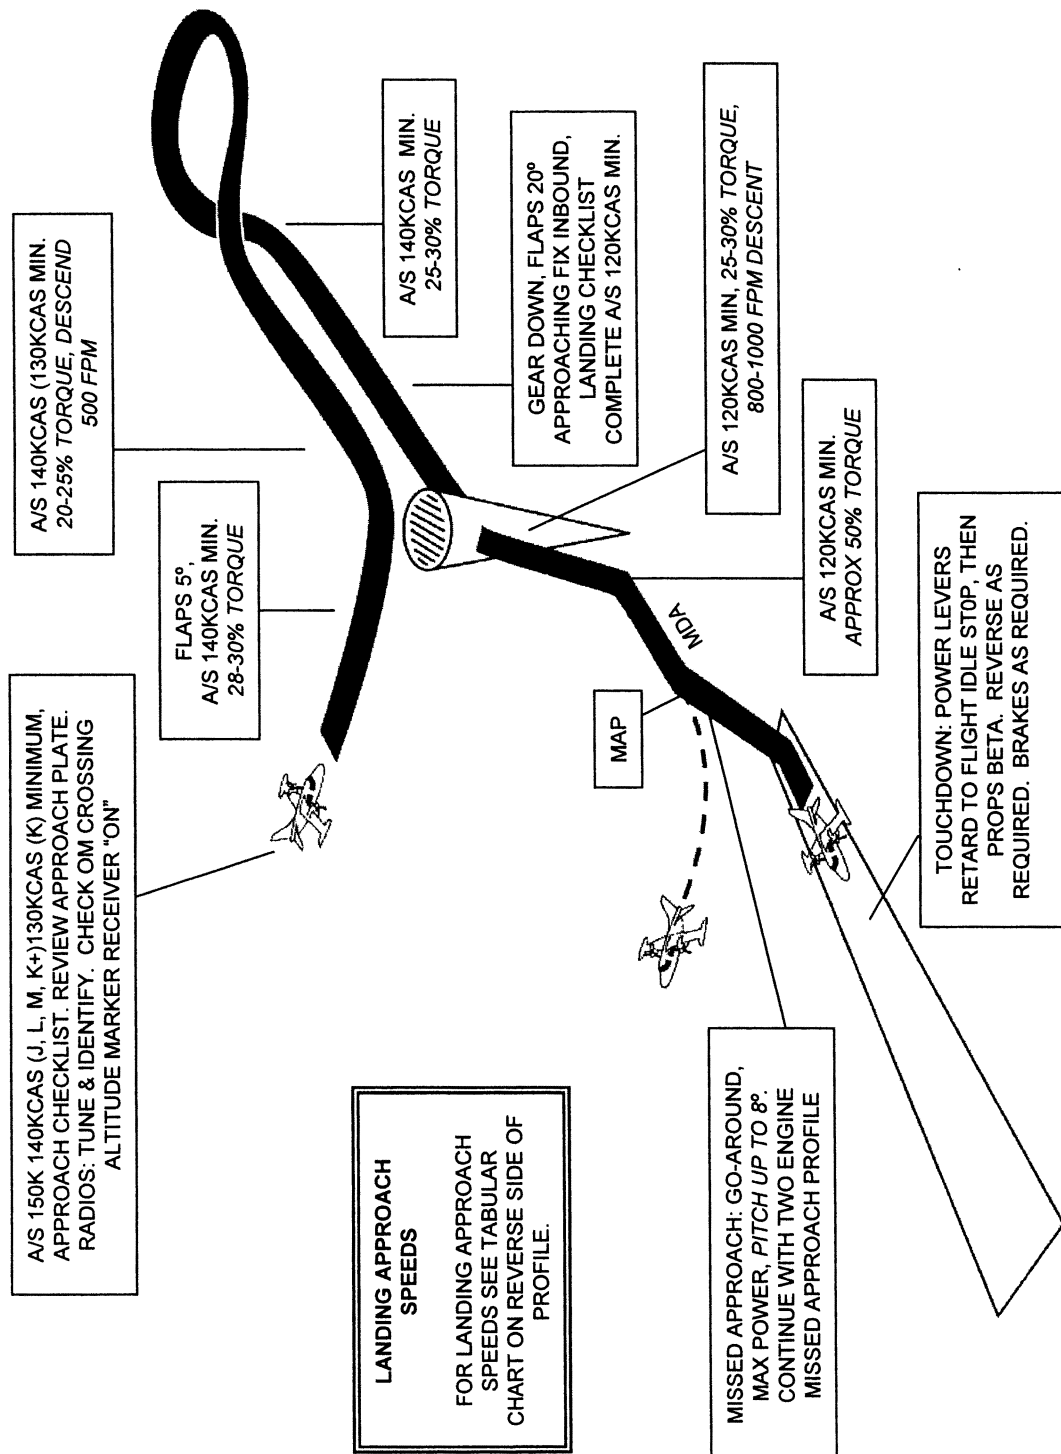 A/S 150K 140KCAS (J, L, M, K+)130KCAS (K) MINIMUM,
APPROACH CHECKLIST. REVIEW APPROACH PLATE.
RADIOS: TUNE & IDENTIFY. CHECK OM CROSSING
ALTITUDE MARKER RECEIVER “ON”
FLAPS 5º,
A/S 140KCAS MIN.
28-30% TORQUE
A/S 140KCAS (130KCAS MIN.
20-25% TORQUE, DESCEND
500 FPM
A/S 140KCAS MIN.
25-30% TORQUE
GEAR DOWN, FLAPS 20º
APPROACHING FIX INBOUND,
LANDING CHECKLIST
COMPLETE A/S 120KCAS MIN.
A/S 120KCAS MIN, 25-30% TORQUE,
800-1000 FPM DESCENT
A/S 120KCAS MIN.
APPROX 50% TORQUE
MDA
MAP
LANDING APPROACH
SPEEDS
FOR LANDING APPROACH
SPEEDS SEE TABULAR
CHART ON REVERSE SIDE OF
PROFILE.
MISSED APPROACH: GO-AROUND,
MAX POWER, PITCH UP TO 8º.
CONTINUE WITH TWO ENGINE
MISSED APPROACH PROFILE
TOUCHDOWN: POWER LEVERS
RETARD TO FLIGHT IDLE STOP, THEN
PROPS BETA. REVERSE AS
REQUIRED. BRAKES AS REQUIRED.